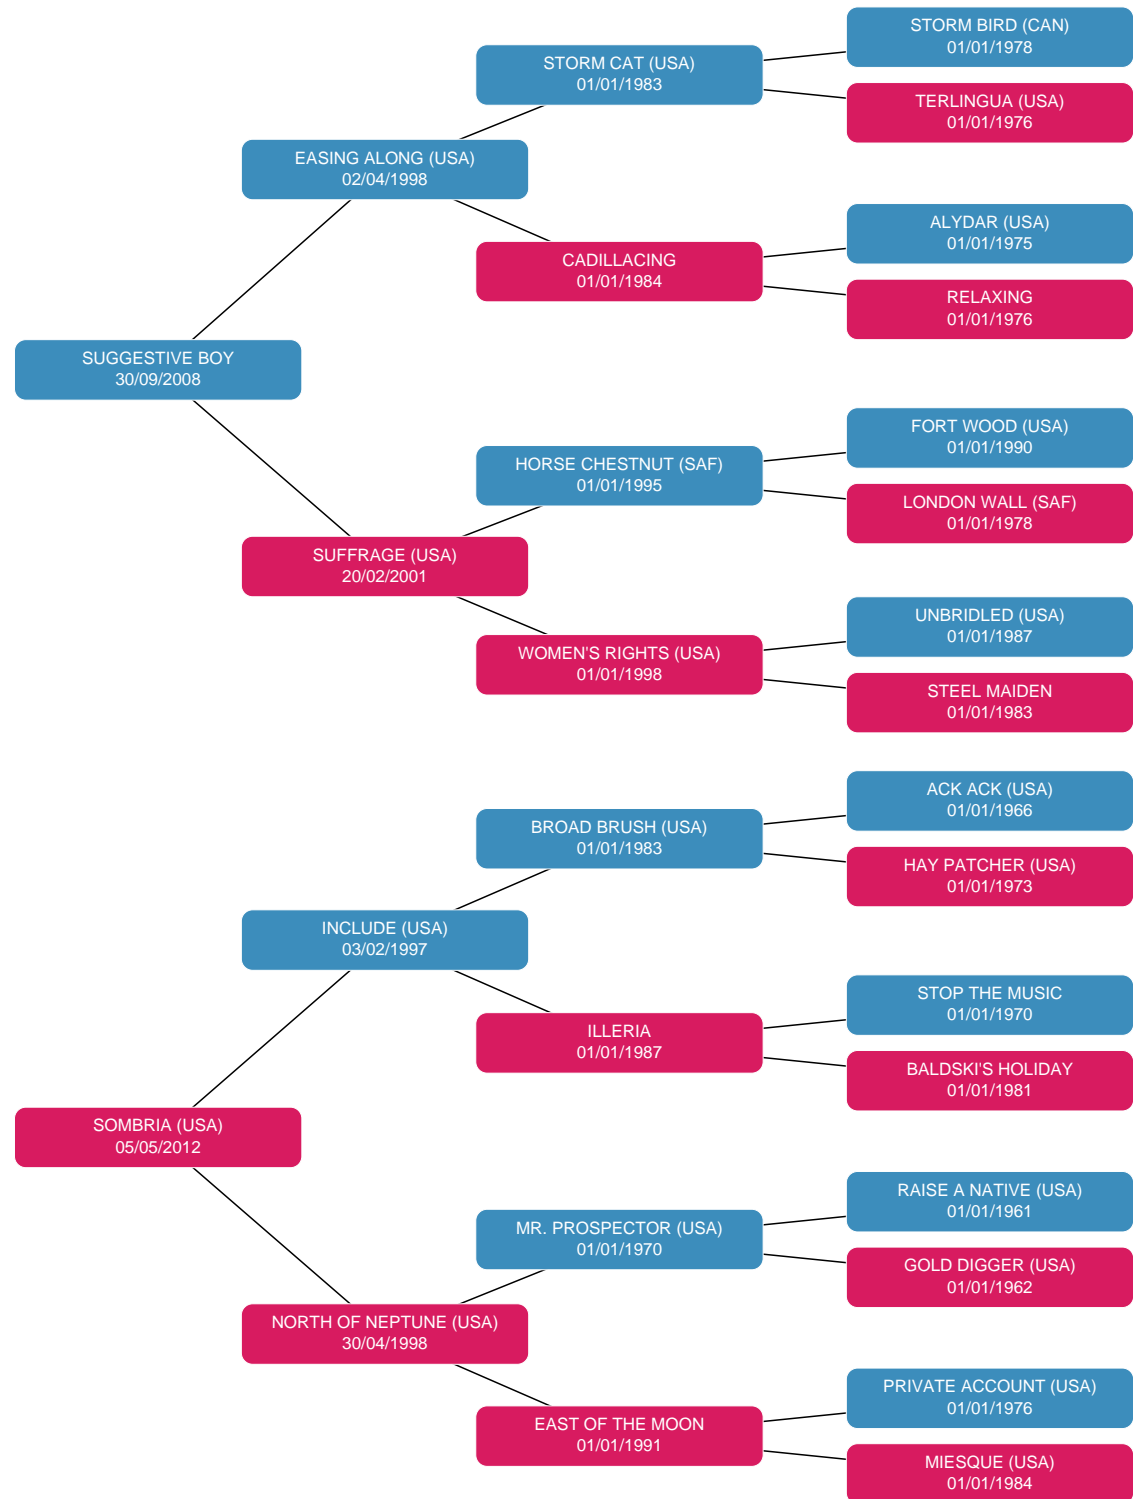 STORM BIRD (CAN)
01/01/1978
STORM CAT (USA)
01/01/1983
TERLINGUA (USA)
01/01/1976
EASING ALONG (USA)
02/04/1998
ALYDAR (USA)
01/01/1975
CADILLACING
01/01/1984
RELAXING
01/01/1976
SUGGESTIVE BOY
30/09/2008
FORT WOOD (USA)
01/01/1990
HORSE CHESTNUT (SAF)
01/01/1995
LONDON WALL (SAF)
01/01/1978
SUFFRAGE (USA)
20/02/2001
UNBRIDLED (USA)
01/01/1987
WOMEN'S RIGHTS (USA)
01/01/1998
STEEL MAIDEN
01/01/1983
ACK ACK (USA)
01/01/1966
BROAD BRUSH (USA)
01/01/1983
HAY PATCHER (USA)
01/01/1973
INCLUDE (USA)
03/02/1997
STOP THE MUSIC
01/01/1970
ILLERIA
01/01/1987
BALDSKI'S HOLIDAY
01/01/1981
SOMBRIA (USA)
05/05/2012
RAISE A NATIVE (USA)
01/01/1961
MR. PROSPECTOR (USA)
01/01/1970
GOLD DIGGER (USA)
01/01/1962
NORTH OF NEPTUNE (USA)
30/04/1998
PRIVATE ACCOUNT (USA)
01/01/1976
EAST OF THE MOON
01/01/1991
MIESQUE (USA)
01/01/1984